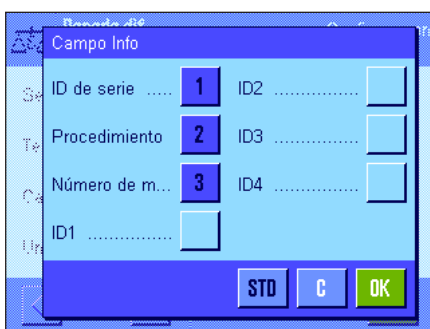 Campo Info
ID de serie ..... 1
Procedimiento 2
Número de m... 3
ID1 ...............
ID2 ...............
ID3 ...............
ID4 ...............
STD C OK